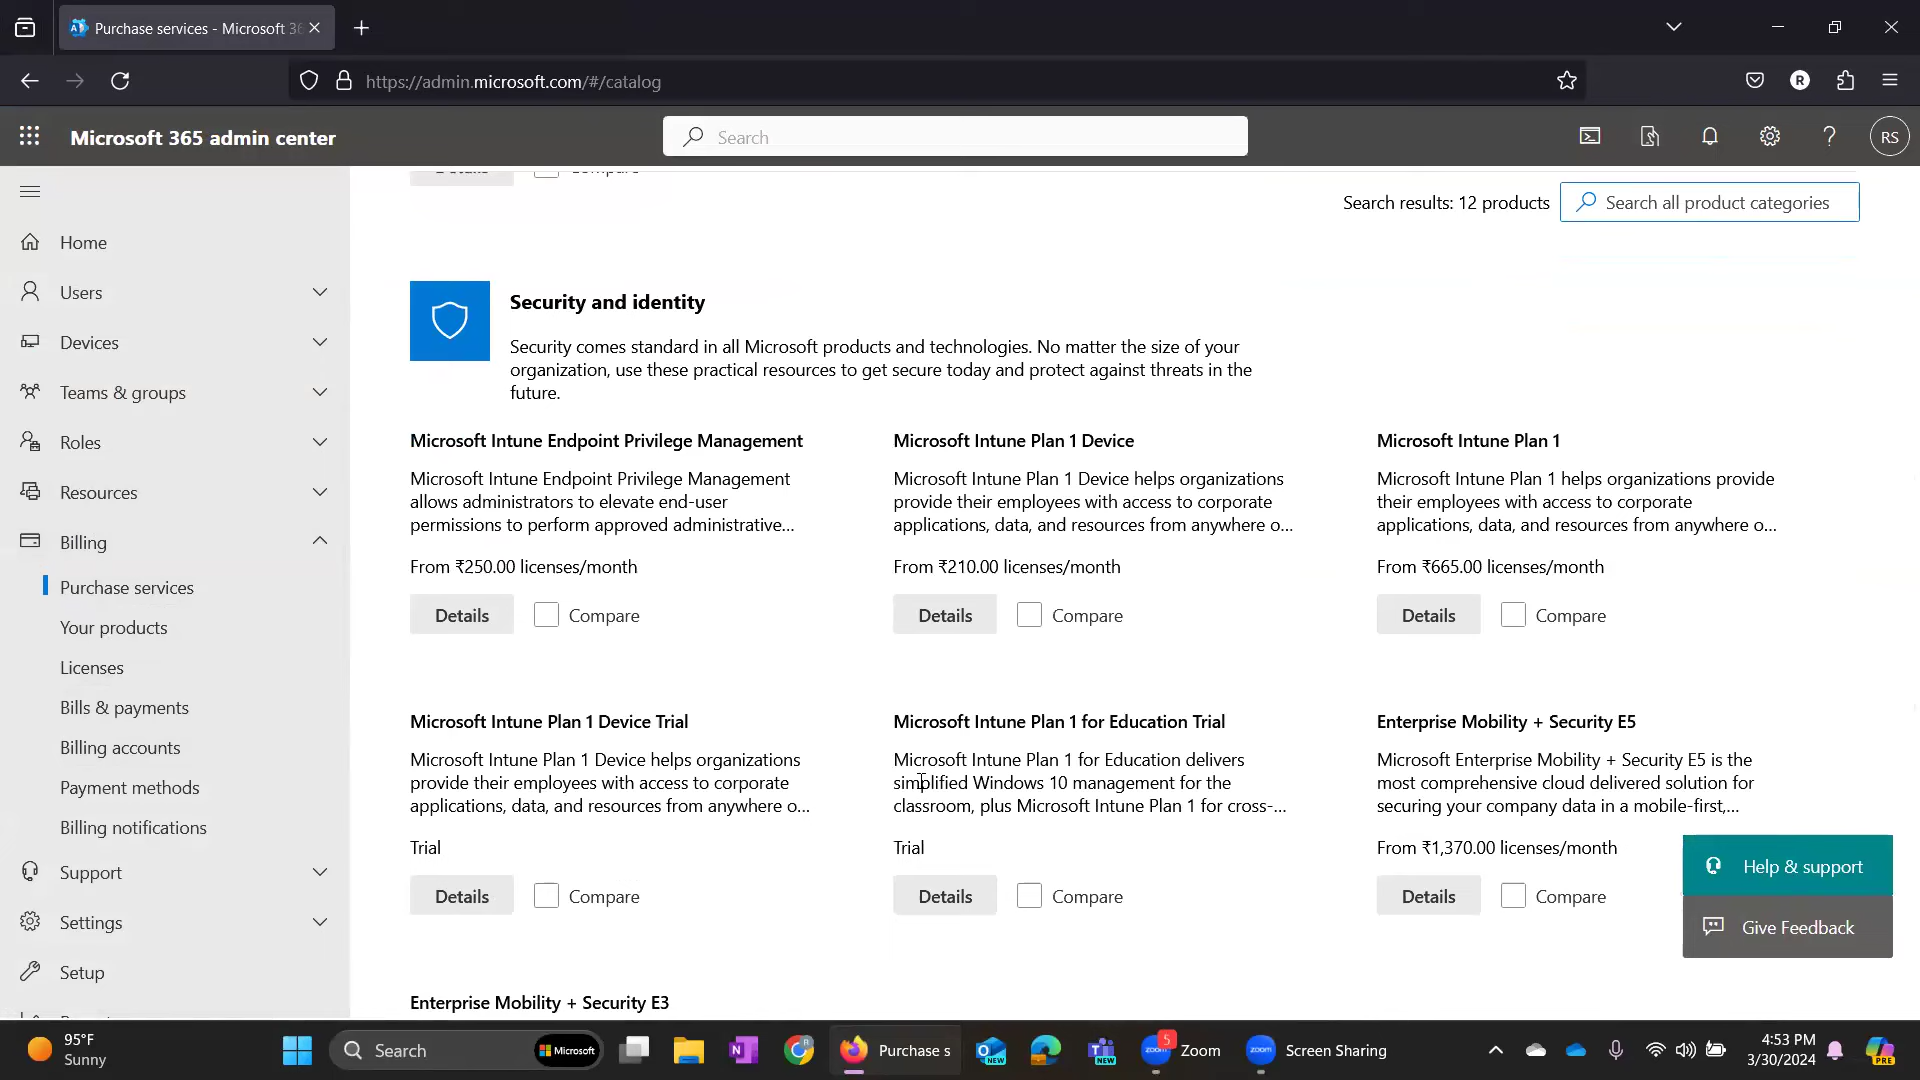 Purchase services - Microsoft 36
https://admin.microsoft.com/#/catalog
R
Microsoft 365 admin center
Search
RS
Compare
Search results: 12 products
Search all product categories
Home
Users
Devices
Teams & groups
Roles
Resources
Billing
Purchase services
Your products
Licenses
Bills & payments
Billing accounts
Payment methods
Billing notifications
Support
Settings
Setup
Security and identity
Security comes standard in all Microsoft products and technologies. No matter the size of your
organization, use these practical resources to get secure today and protect against threats in the
future.
Microsoft Intune Endpoint Privilege Management
Microsoft Intune Endpoint Privilege Management
allows administrators to elevate end-user
permissions to perform approved administrative...
From ₹250.00 licenses/month
Details
Compare
Microsoft Intune Plan 1 Device
Microsoft Intune Plan 1 Device helps organizations
provide their employees with access to corporate
applications, data, and resources from anywhere o...
From ₹210.00 licenses/month
Details
Compare
Microsoft Intune Plan 1
Microsoft Intune Plan 1 helps organizations provide
their employees with access to corporate
applications, data, and resources from anywhere o...
From ₹665.00 licenses/month
Details
Compare
Microsoft Intune Plan 1 Device Trial
Microsoft Intune Plan 1 Device helps organizations
provide their employees with access to corporate
applications, data, and resources from anywhere o...
Trial
Details
Compare
Microsoft Intune Plan 1 for Education Trial
Microsoft Intune Plan 1 for Education delivers
simplified Windows 10 management for the
classroom, plus Microsoft Intune Plan 1 for cross-...
Trial
Details
Compare
Enterprise Mobility + Security E5
Microsoft Enterprise Mobility + Security E5 is the
most comprehensive cloud delivered solution for
securing your company data in a mobile-first,...
From ₹1,370.00 licenses/month
Details
Compare
Enterprise Mobility + Security E3
Help & support
Give Feedback
95°F
Sunny
Search
Microsoft
Purchase s
NEW
NEW
5
zoom
Zoom
zoom
Screen Sharing
4:53 PM
3/30/2024
PRE